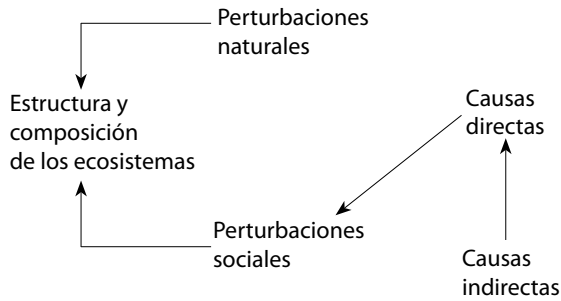 Perturbaciones
naturales
Estructura y
composición
de los ecosistemas
Causas
directas
Perturbaciones
sociales
Causas
indirectas